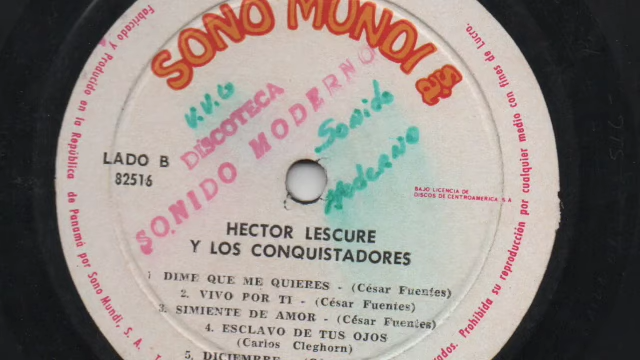 SONO MUNDI S.A.
Fabricado y Producido en la República de Panamá por Sono Mundi, S. A. - T
Prohibida su reproducción por cualquier medio con fines de Lucro.
V.V.G
DISCOTECA
SONIDO MODERNO
Sonido
Moderno
LADO B
82516
BAJO LICENCIA DE
DISCOS DE CENTROAMERICA, S.A
HECTOR LESCURE
Y LOS CONQUISTADORES
1 DIME QUE ME QUIERES - (César Fuentes)
2. VIVO POR TI - (César Fuentes)
3. SIMIENTE DE AMOR - (César Fuentes)
4. ESCLAVO DE TUS OJOS
(Carlos Cleghorn)
5. DICIEMBRE